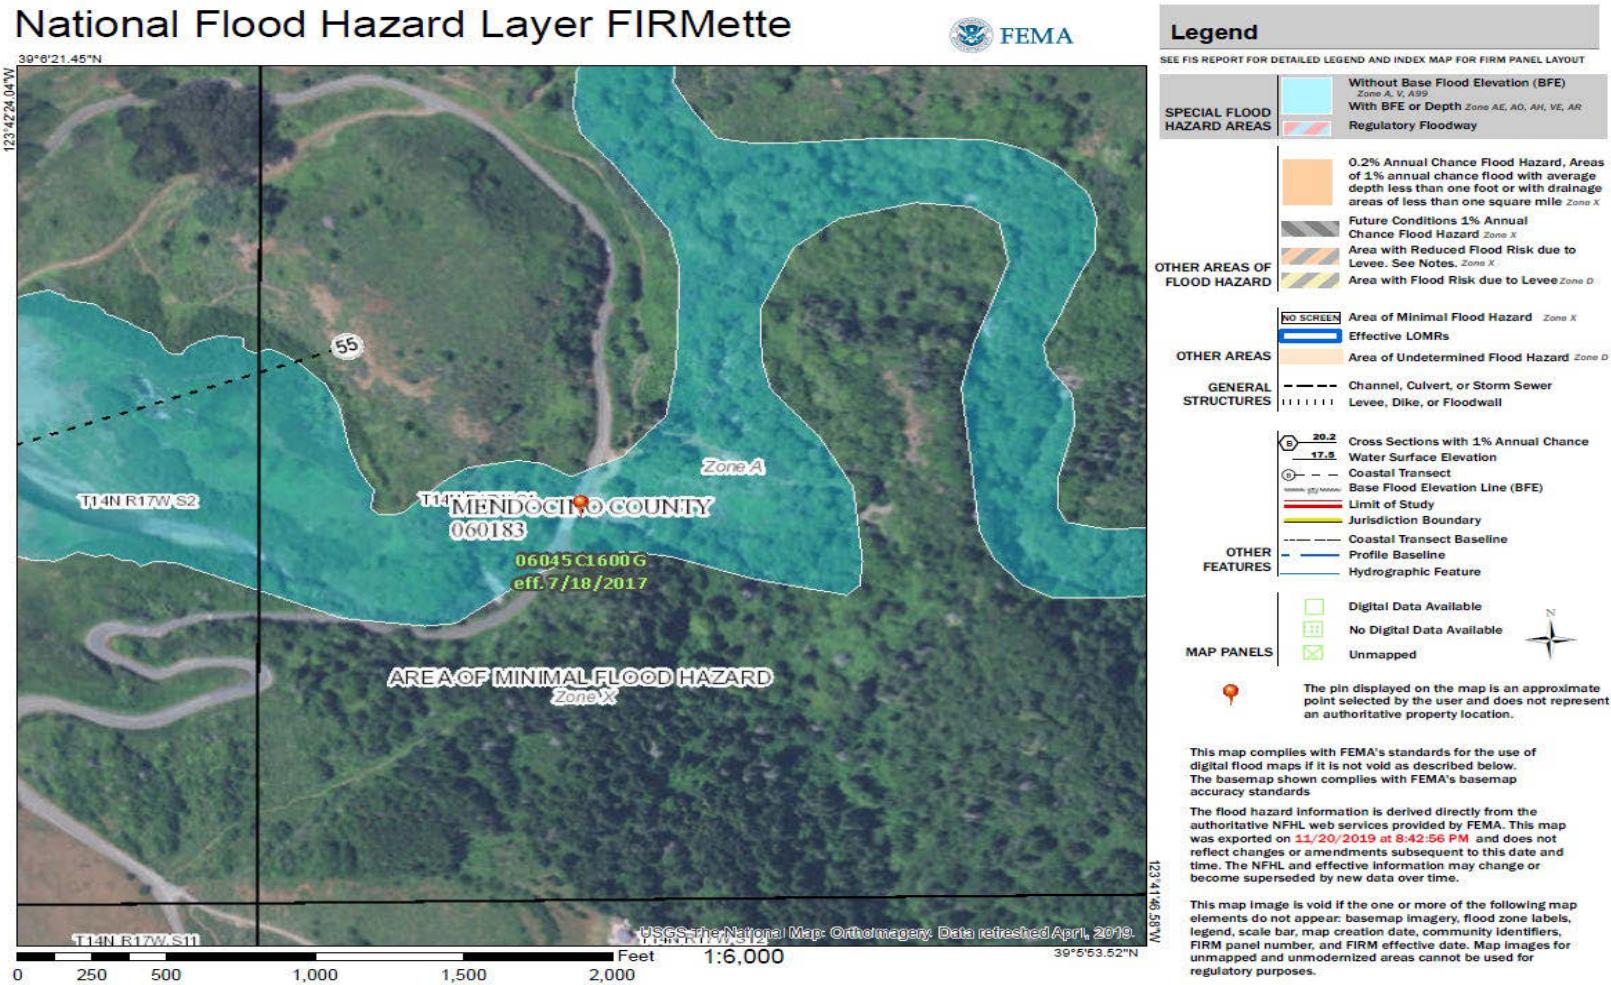 National Flood Hazard Layer FIRMette
FEMA
39°6'21.45"N
123°42'24.04"W
55
Zone A
T14N R17W S2
MENDOCINO COUNTY
060183
06045C1600G
eff. 7/18/2017
AREA OF MINIMAL FLOOD HAZARD
Zone X
T14N R17W S11
T14N R17W S12
USGS The National Map: Orthoimagery. Data refreshed April, 2019.
123°41'46.58"W
39°5'53.52"N
0 250 500 1,000 1,500 2,000 Feet 1:6,000
Legend
SEE FIS REPORT FOR DETAILED LEGEND AND INDEX MAP FOR FIRM PANEL LAYOUT
SPECIAL FLOOD
HAZARD AREAS
Without Base Flood Elevation (BFE)
Zone A, V, A99
With BFE or Depth Zone AE, AO, AH, VE, AR
Regulatory Floodway
OTHER AREAS OF
FLOOD HAZARD
0.2% Annual Chance Flood Hazard, Areas
of 1% annual chance flood with average
depth less than one foot or with drainage
areas of less than one square mile Zone X
Future Conditions 1% Annual
Chance Flood Hazard Zone X
Area with Reduced Flood Risk due to
Levee. See Notes. Zone X
Area with Flood Risk due to Levee Zone D
OTHER AREAS
NO SCREEN Area of Minimal Flood Hazard Zone X
Effective LOMRs
Area of Undetermined Flood Hazard Zone D
GENERAL
STRUCTURES
Channel, Culvert, or Storm Sewer
Levee, Dike, or Floodwall
OTHER
FEATURES
B 20.2 Cross Sections with 1% Annual Chance
17.5 Water Surface Elevation
8 Coastal Transect
Base Flood Elevation Line (BFE)
Limit of Study
Jurisdiction Boundary
Coastal Transect Baseline
Profile Baseline
Hydrographic Feature
MAP PANELS
Digital Data Available
No Digital Data Available
Unmapped
N
The pin displayed on the map is an approximate
point selected by the user and does not represent
an authoritative property location.
This map complies with FEMA's standards for the use of
digital flood maps if it is not void as described below.
The basemap shown complies with FEMA's basemap
accuracy standards
The flood hazard information is derived directly from the
authoritative NFHL web services provided by FEMA. This map
was exported on 11/20/2019 at 8:42:56 PM and does not
reflect changes or amendments subsequent to this date and
time. The NFHL and effective information may change or
become superseded by new data over time.
This map image is void if the one or more of the following map
elements do not appear: basemap imagery, flood zone labels,
legend, scale bar, map creation date, community identifiers,
FIRM panel number, and FIRM effective date. Map images for
unmapped and unmodernized areas cannot be used for
regulatory purposes.